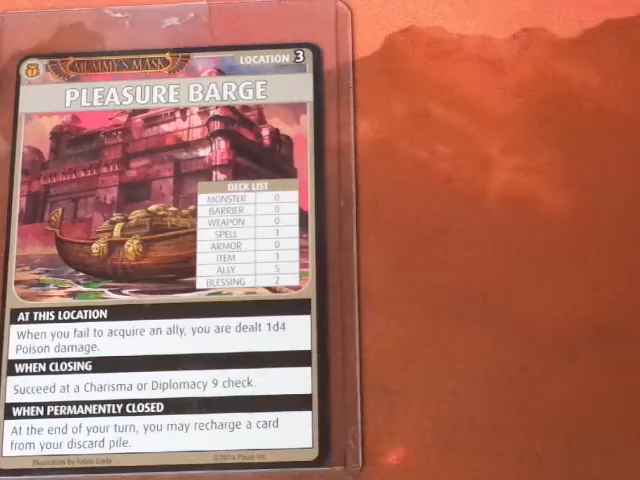 MUMMY'S MASK
LOCATION 3
PLEASURE BARGE
DECK LIST
MONSTER 0
BARRIER 0
WEAPON 0
SPELL 1
ARMOR 0
ITEM 1
ALLY 5
BLESSING 2
AT THIS LOCATION
When you fail to acquire an ally, you are dealt 1d4
Poison damage.
WHEN CLOSING
Succeed at a Charisma or Diplomacy 9 check.
WHEN PERMANENTLY CLOSED
At the end of your turn, you may recharge a card
from your discard pile.
Illustration by Fabio Gorla ©2014 Paizo Inc.